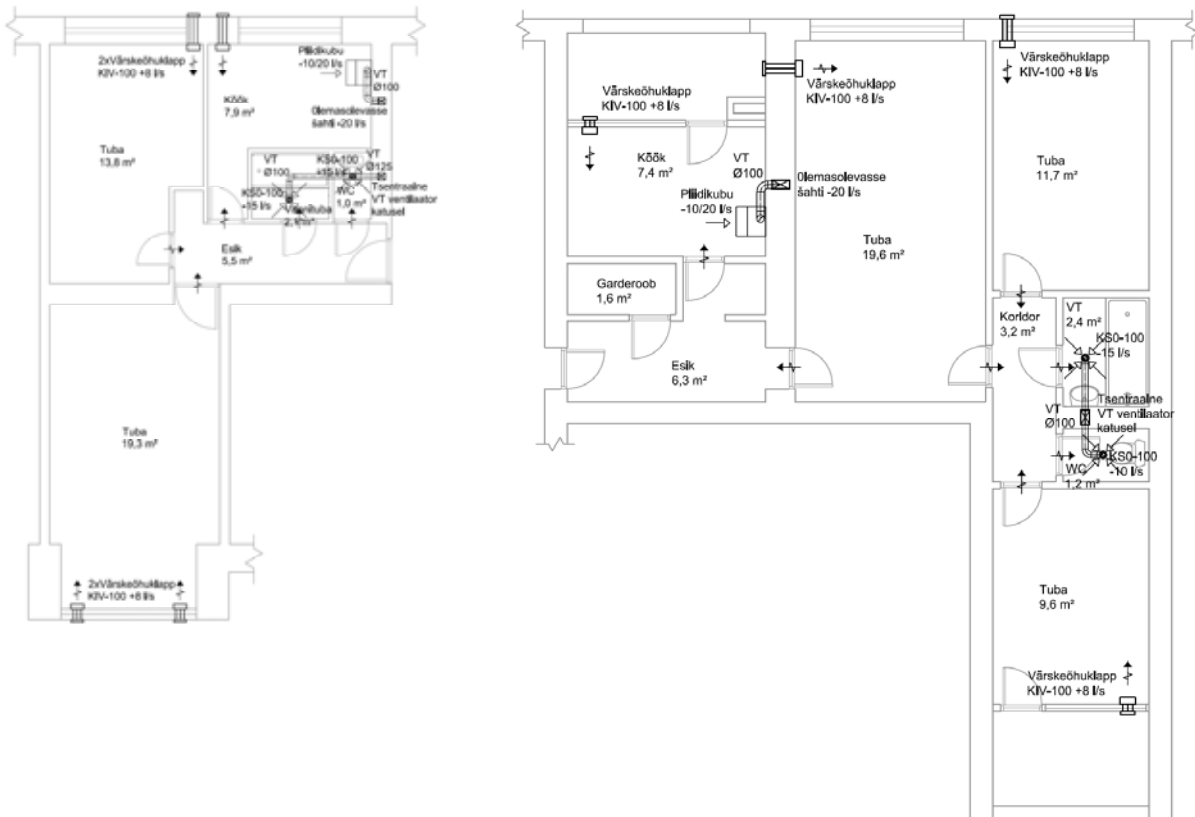 2xVärskeõhuklapp
KIV-100 +8 l/s
Pliidikubu
-10/20 l/s
VT
Ø100
Köök
7,9 m²
Olemasolevasse
šahti -20 l/s
Tuba
13,8 m²
VT
Ø100
KSO-100
-15 l/s
VT
Ø125
KSO-100
-15 l/s
WC
1,0 m²
Tsentraalne
VT ventilaator
katusel
Esik
5,5 m²
Tuba
19,3 m²
2xVärskeõhuklapp
KIV-100 +8 l/s
Värskeõhuklapp
KIV-100 +8 l/s
Värskeõhuklapp
KIV-100 +8 l/s
Värskeõhuklapp
KIV-100 +8 l/s
Köök
7,4 m²
VT
Ø100
Olemasolevasse
šahti -20 l/s
Pliidikubu
-10/20 l/s
Tuba
11,7 m²
Tuba
19,6 m²
Garderoob
1,6 m²
Esik
6,3 m²
Koridor
3,2 m²
VT
2,4 m²
KSO-100
-15 l/s
VT
Ø100
Tsentraalne
VT ventilaator
katusel
WC
1,2 m²
KSO-100
-10 l/s
Tuba
9,6 m²
Värskeõhuklapp
KIV-100 +8 l/s